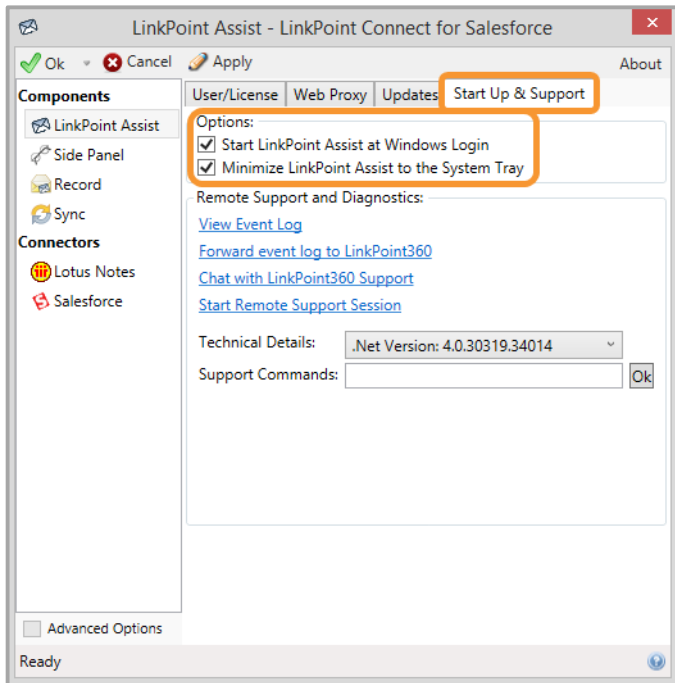 LinkPoint Assist - LinkPoint Connect for Salesforce
Ok Cancel Apply About
Components
LinkPoint Assist
Side Panel
Record
Sync
Connectors
Lotus Notes
Salesforce
Advanced Options
User/License Web Proxy Updates Start Up & Support
Options:
Start LinkPoint Assist at Windows Login
Minimize LinkPoint Assist to the System Tray
Remote Support and Diagnostics:
View Event Log
Forward event log to LinkPoint360
Chat with LinkPoint360 Support
Start Remote Support Session
Technical Details: .Net Version: 4.0.30319.34014
Support Commands: Ok
Ready